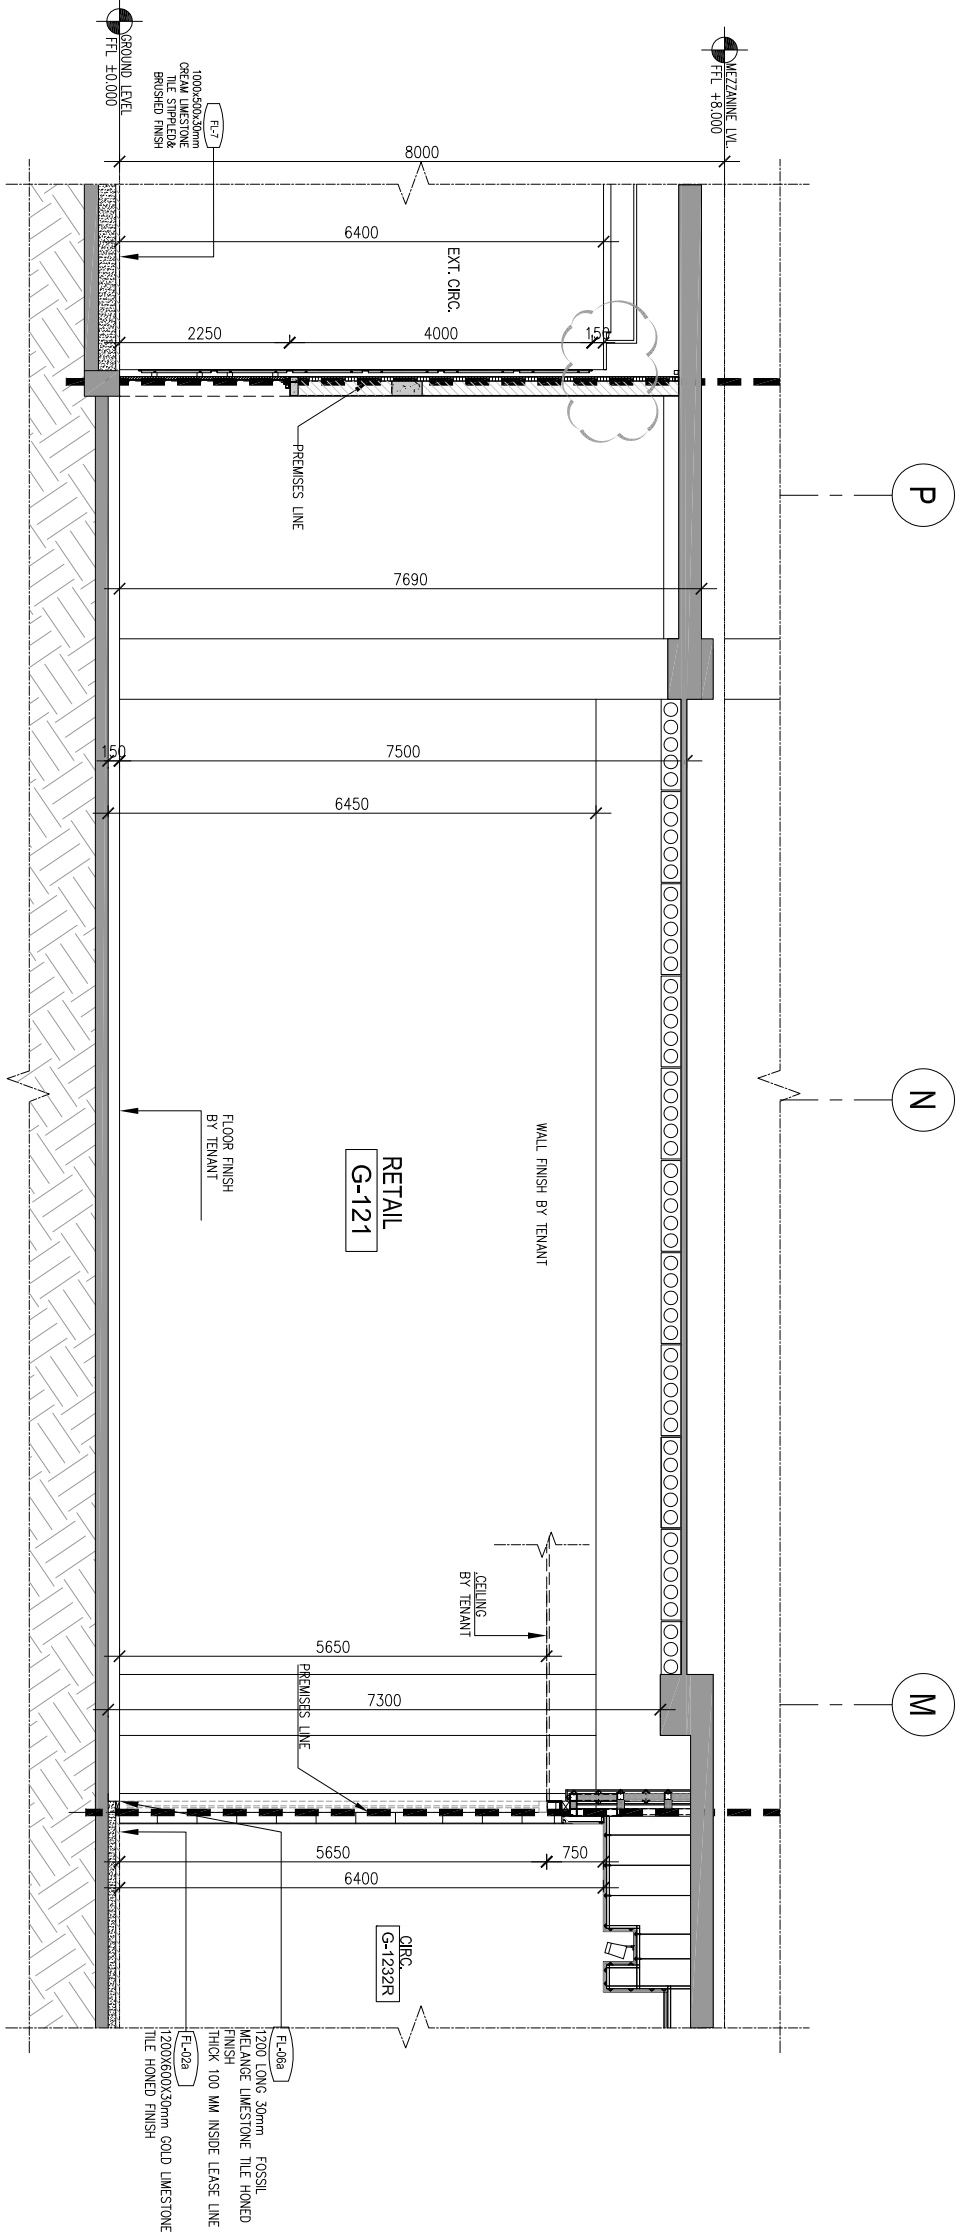 MEZZANINE LVL.
FFL +8.000
GROUND LEVEL
FFL ±0.000
FL-7
1000x500x30mm
CREAM LIMESTONE
TILE STIPPLED&
BRUSHED FINISH
8000
6400
EXT. CIRC.
2250
4000
150
PREMISES LINE
P
7690
150
7500
6450
N
WALL FINISH BY TENANT
RETAIL
G-121
FLOOR FINISH
BY TENANT
CEILING
BY TENANT
5650
PREMISES LINE
7300
M
5650
750
6400
CIRC.
G-1232R
FL-06a
1200 LONG 30mm FOSSIL
MELANGE LIMESTONE TILE HONED
FINISH
THICK 100 MM INSIDE LEASE LINE
FL-02a
1200X600X30mm GOLD LIMESTONE
TILE HONED FINISH